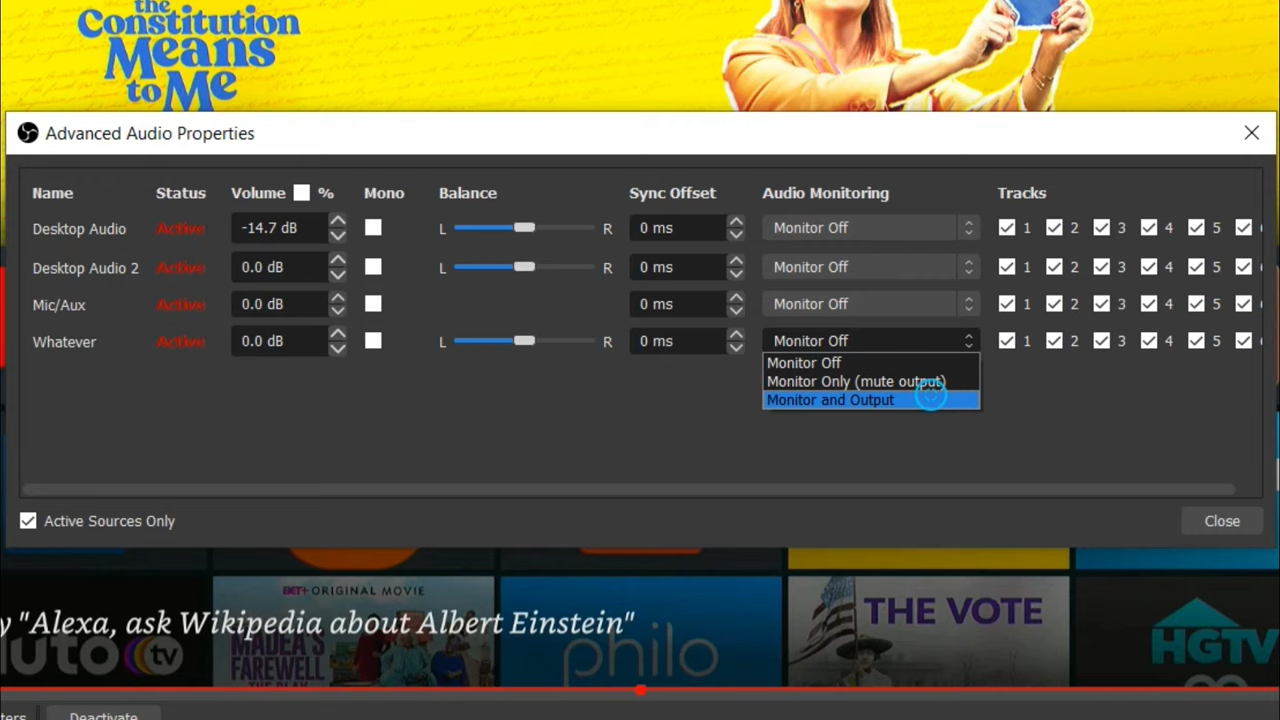 the
Constitution
Means
to Me
Advanced Audio Properties
Name Status Volume % Mono Balance Sync Offset Audio Monitoring Tracks
Desktop Audio Active -14.7 dB L R 0 ms Monitor Off 1 2 3 4 5
Desktop Audio 2 Active 0.0 dB L R 0 ms Monitor Off 1 2 3 4 5
Mic/Aux Active 0.0 dB 0 ms Monitor Off 1 2 3 4 5
Whatever Active 0.0 dB L R 0 ms Monitor Off 1 2 3 4 5
Monitor Off
Monitor Only (mute output)
Monitor and Output
Active Sources Only Close
BET+ORIGINAL MOVIE
THE VOTE
y "Alexa, ask Wikipedia about Albert Einstein"
tv
MADEA'S
FAREWELL
philo
HGTV
Deactivate